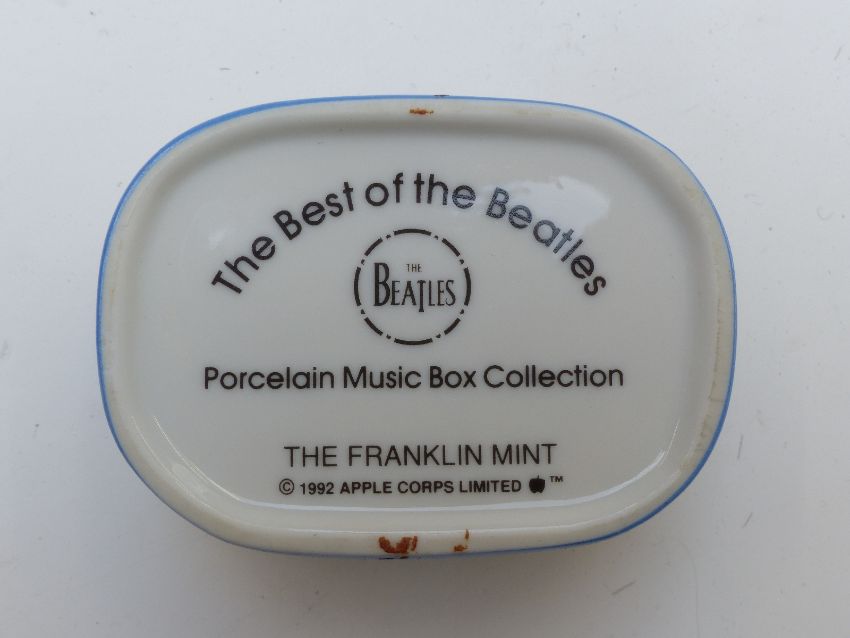 The Best of the Beatles
THE
BEATLES
Porcelain Music Box Collection
THE FRANKLIN MINT
© 1992 APPLE CORPS LIMITED ™